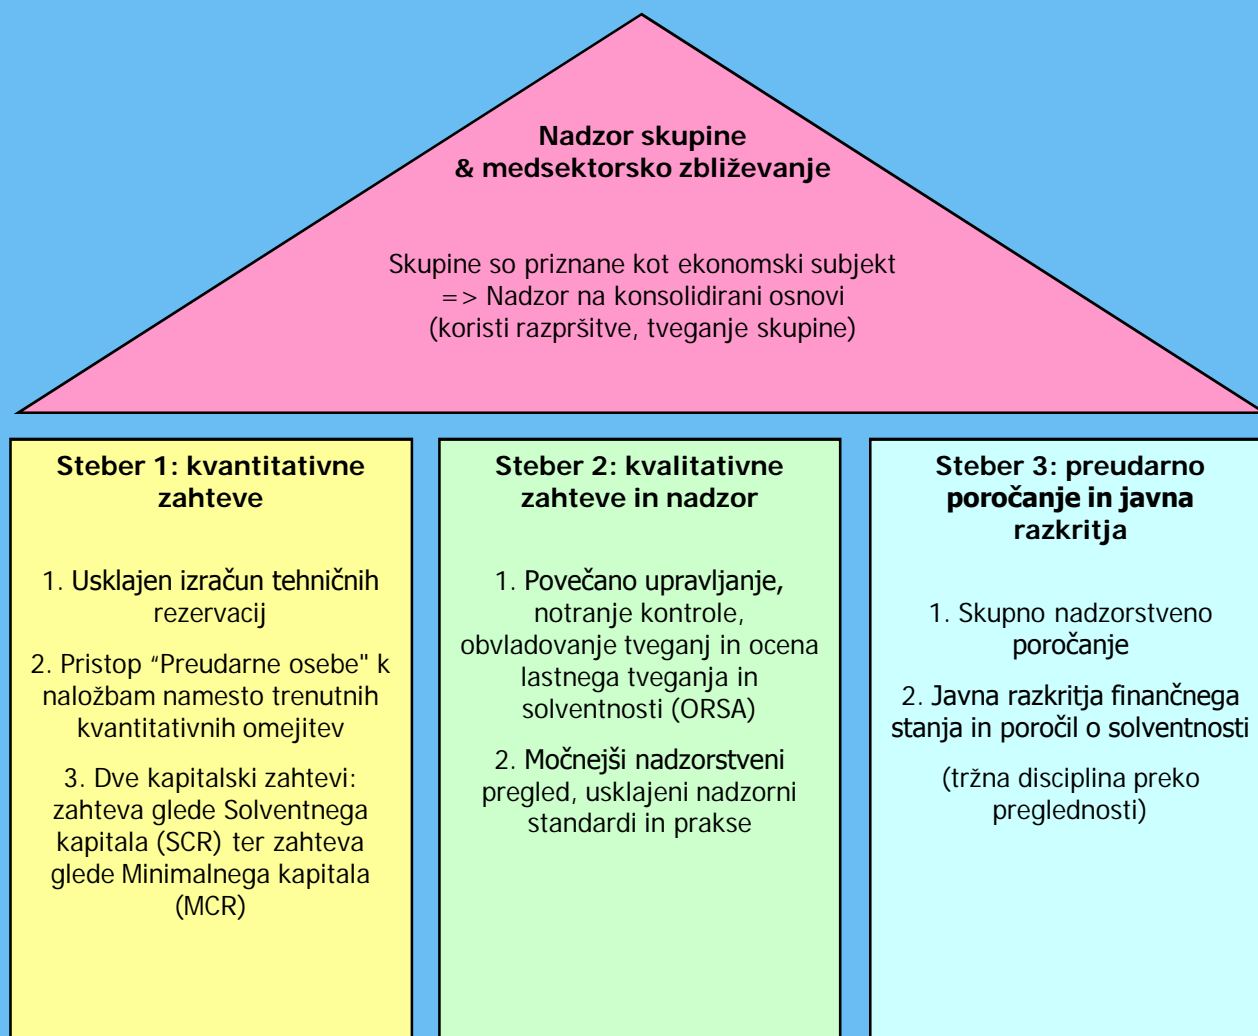 Nadzor skupine
& medsektorsko zbliževanje
Skupine so priznane kot ekonomski subjekt
=> Nadzor na konsolidirani osnovi
(koristi razpršitve, tveganje skupine)
Steber 1: kvantitativne
zahteve
1. Usklajen izračun tehničnih
rezervacij
2. Pristop “Preudarne osebe" k
naložbam namesto trenutnih
kvantitativnih omejitev
3. Dve kapitalski zahtevi:
zahteva glede Solventnega
kapitala (SCR) ter zahteva
glede Minimalnega kapitala
(MCR)
Steber 2: kvalitativne
zahteve in nadzor
1. Povečano upravljanje,
notranje kontrole,
obvladovanje tveganj in ocena
lastnega tveganja in
solventnosti (ORSA)
2. Močnejši nadzorstveni
pregled, usklajeni nadzorni
standardi in prakse
Steber 3: preudarno
poročanje in javna
razkritja
1. Skupno nadzorstveno
poročanje
2. Javna razkritja finančnega
stanja in poročil o solventnosti
(tržna disciplina preko
preglednosti)